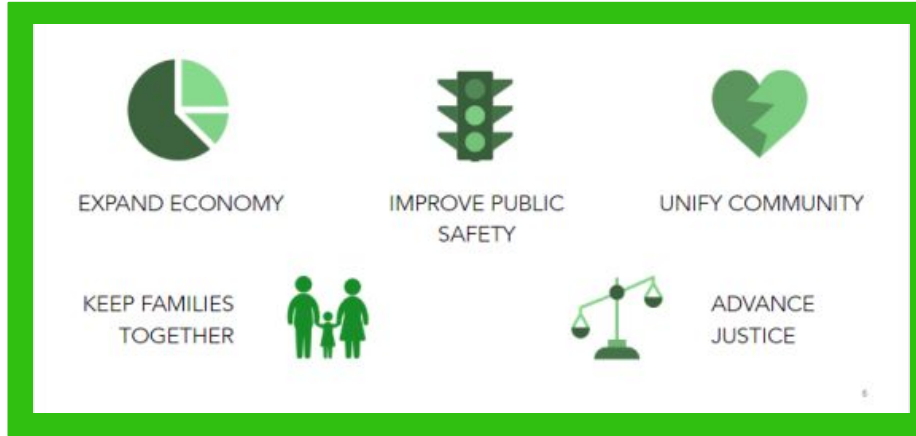 EXPAND ECONOMY
IMPROVE PUBLIC
SAFETY
UNIFY COMMUNITY
KEEP FAMILIES
TOGETHER
ADVANCE
JUSTICE